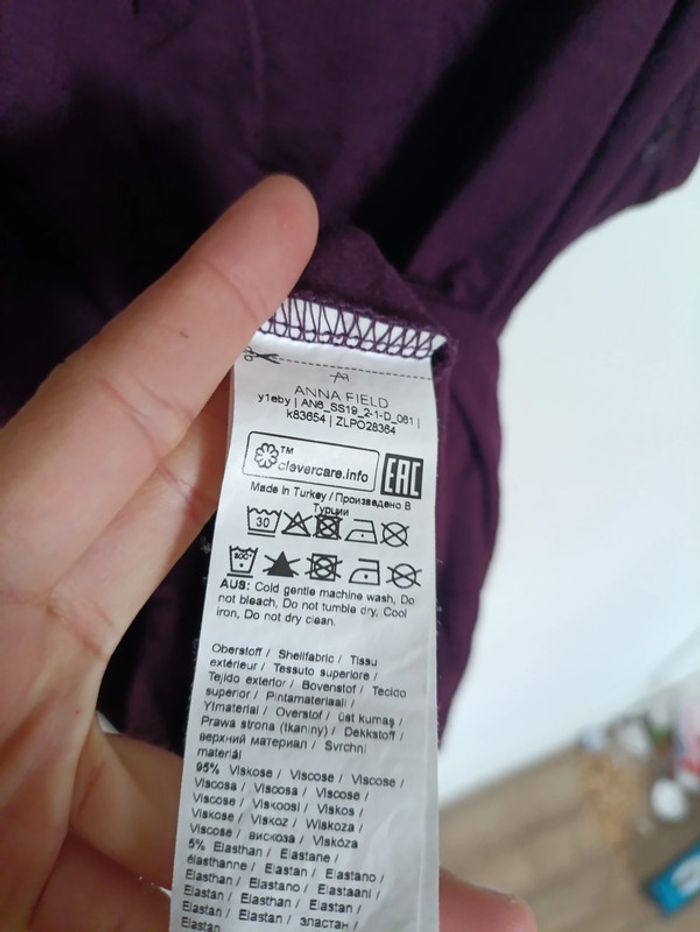 ANNA FIELD
y1eby | AN6_SS19_2-1-D_061 |
k83654 | ZLPO28364
TM
clevercare.info
EAC
Made in Turkey / Произведено в
Турции
30
30C°
AUS: Cold gentle machine wash, Do
not bleach, Do not tumble dry, Cool
iron, Do not dry clean.
Oberstoff / Shellfabric / Tissu
extérieur / Tessuto superiore /
Tejido exterior / Bovenstof / Tecido
superior / Pintamateriaali /
Ytmaterial / Overstof / üst kumaş /
Prawa strona (tkaniny) / Dekkstoff /
верхний материал / Svrchní
materiál
95% Viskose / Viscose / Viscose /
Viscosa / Viscosa / Viscose /
Viscose / Viskoosi / Viskos /
Viskose / Viskoz / Wiskoza /
Viscose / вискоза / Viskóza
5% Elasthan / Elastane /
élasthanne / Elastan / Elastano /
Elasthan / Elastano / Elastaani /
Elastan / Elasthan / Elastan /
Elastan / Elastan / эластан /
Elastan